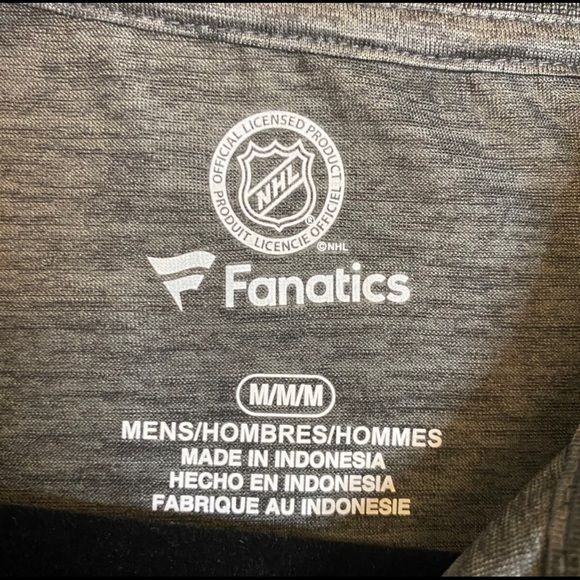 OFFICIAL LICENSED PRODUCT
NHL
®
PRODUIT LICENCIE OFFICIEL
©NHL
Fanatics
M/M/M
MENS/HOMBRES/HOMMES
MADE IN INDONESIA
HECHO EN INDONESIA
FABRIQUE AU INDONESIE